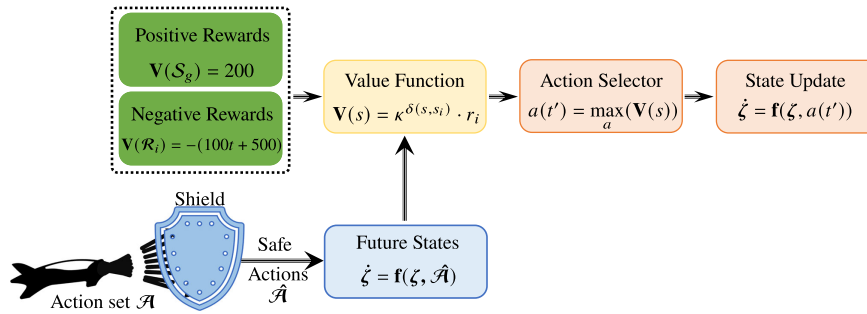 Positive Rewards
V(𝒮_g) = 200
Negative Rewards
V(ℛ_i) = −(100t + 500)
Value Function
V(s) = κ^{δ(s,s_i)} · r_i
Action Selector
a(t′) = max_a(V(s))
State Update
ζ̇ = f(ζ, a(t′))
Shield
Action set 𝒜
Safe
Actions
𝒜̂
Future States
ζ̇ = f(ζ, 𝒜̂)